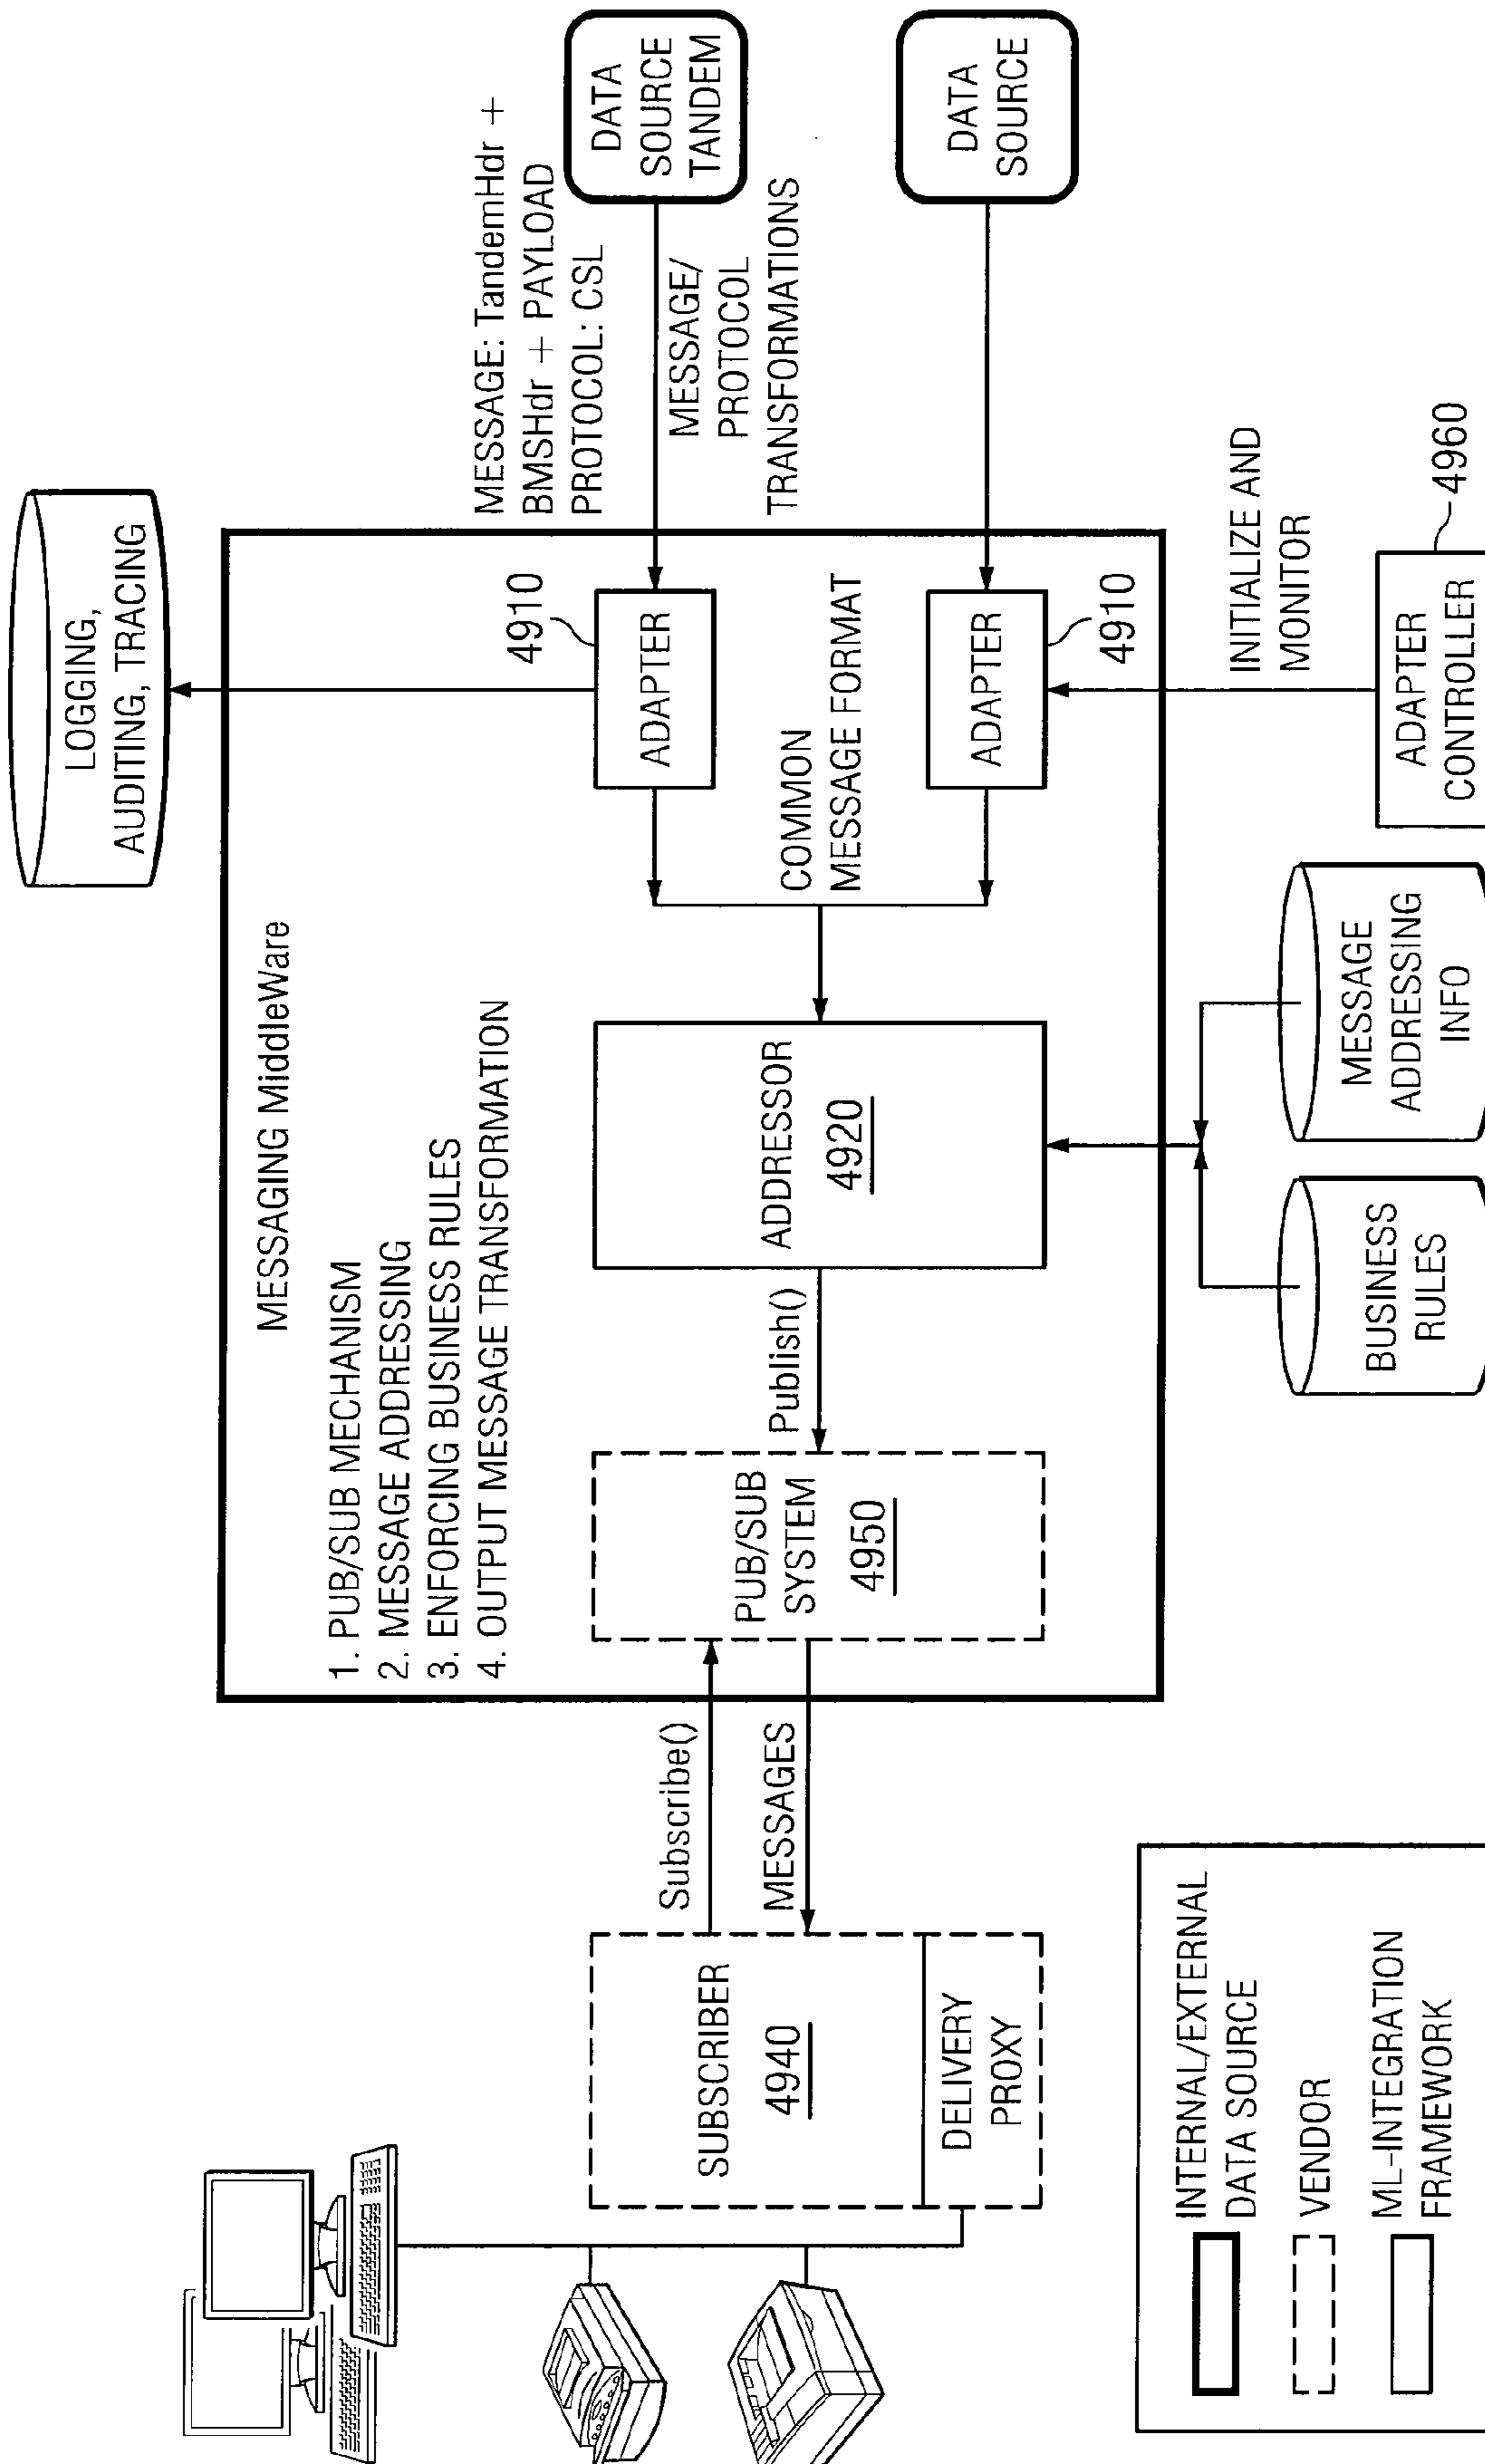 LOGGING,
AUDITING, TRACING
MESSAGING MiddleWare
1. PUB/SUB MECHANISM
2. MESSAGE ADDRESSING
3. ENFORCING BUSINESS RULES
4. OUTPUT MESSAGE TRANSFORMATION
SUBSCRIBER
4940
DELIVERY
PROXY
Subscribe()
MESSAGES
PUB/SUB
SYSTEM
4950
Publish()
ADDRESSOR
4920
COMMON
MESSAGE FORMAT
4910
ADAPTER
ADAPTER
4910
MESSAGE: TandemHdr +
BMSHdr + PAYLOAD
PROTOCOL: CSL
MESSAGE/
PROTOCOL
TRANSFORMATIONS
DATA
SOURCE
TANDEM
DATA
SOURCE
INITIALIZE AND
MONITOR
BUSINESS
RULES
MESSAGE
ADDRESSING
INFO
ADAPTER
CONTROLLER
4960
INTERNAL/EXTERNAL
DATA SOURCE
VENDOR
ML-INTEGRATION
FRAMEWORK